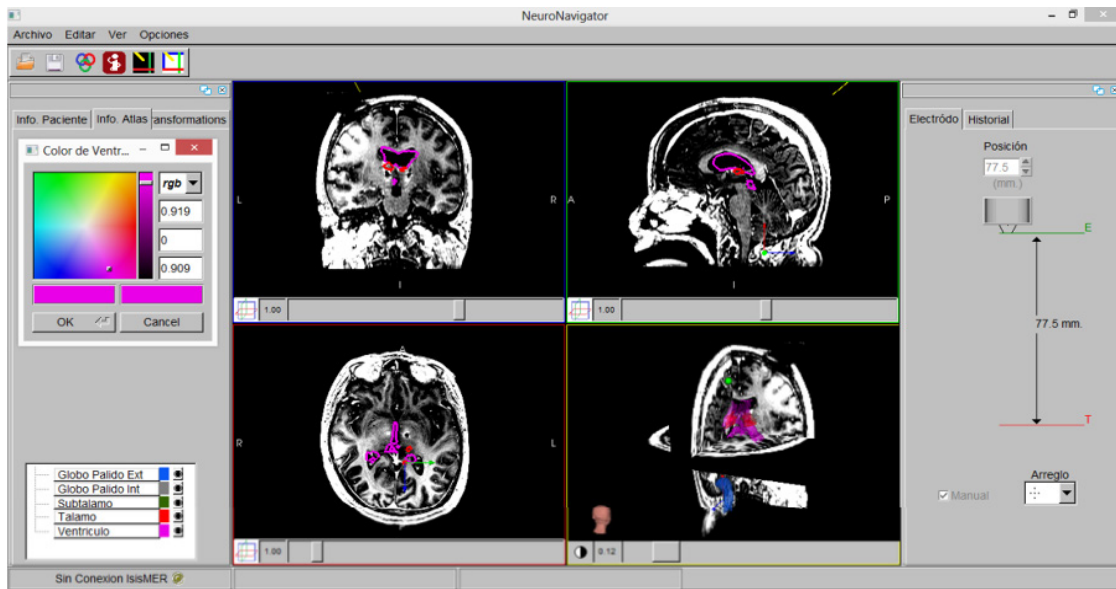 NeuroNavigator
Archivo Editar Ver Opciones
Info. Paciente Info. Atlas ansformations
Color de Ventr...
rgb
0.919
0
0.909
OK Cancel
Globo Palido Ext
Globo Palido Int
Subtalamo
Talamo
Ventriculo
L R I
1.00
A P I
1.00
A R L
1.00
0.12
Electródo Historial
Posición
77.5
(mm.)
E
77.5 mm.
T
Manual
Arreglo
Sin Conexion IsisMER